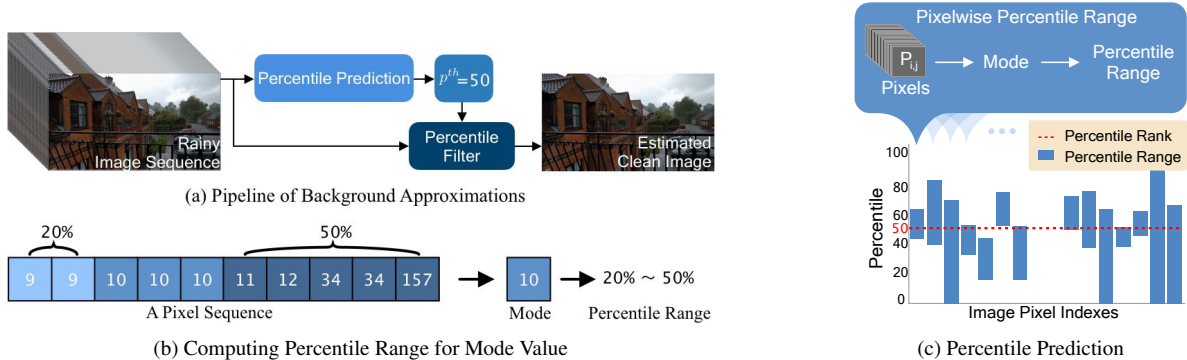 Percentile Prediction
p^th=50
Percentile
Filter
Rainy
Image Sequence
Estimated
Clean Image
(a) Pipeline of Background Approximations
20%
50%
9 9 10 10 10 11 12 34 34 157
10
20% ~ 50%
A Pixel Sequence
Mode
Percentile Range
(b) Computing Percentile Range for Mode Value
Pixelwise Percentile Range
P_i,j
Pixels
Mode
Percentile
Range
Percentile Rank
Percentile Range
Percentile
100
80
60
50
40
20
0
Image Pixel Indexes
(c) Percentile Prediction